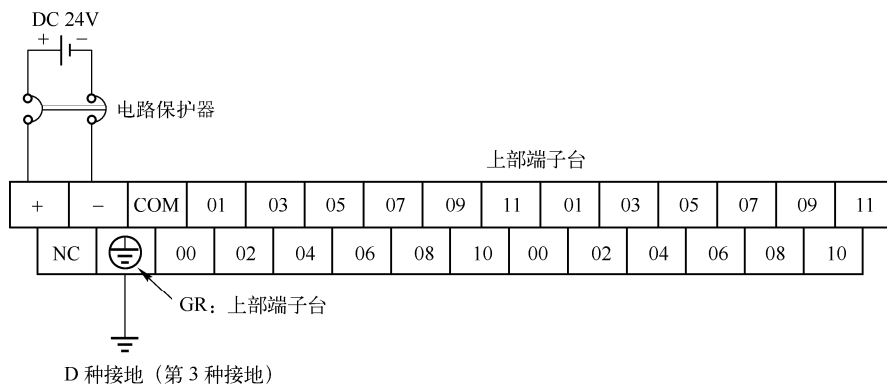 DC 24V
+ −
电路保护器
上部端子台
+ − COM 01 03 05 07 09 11 01 03 05 07 09 11
NC 00 02 04 06 08 10 00 02 04 06 08 10
GR：上部端子台
D 种接地（第 3 种接地）